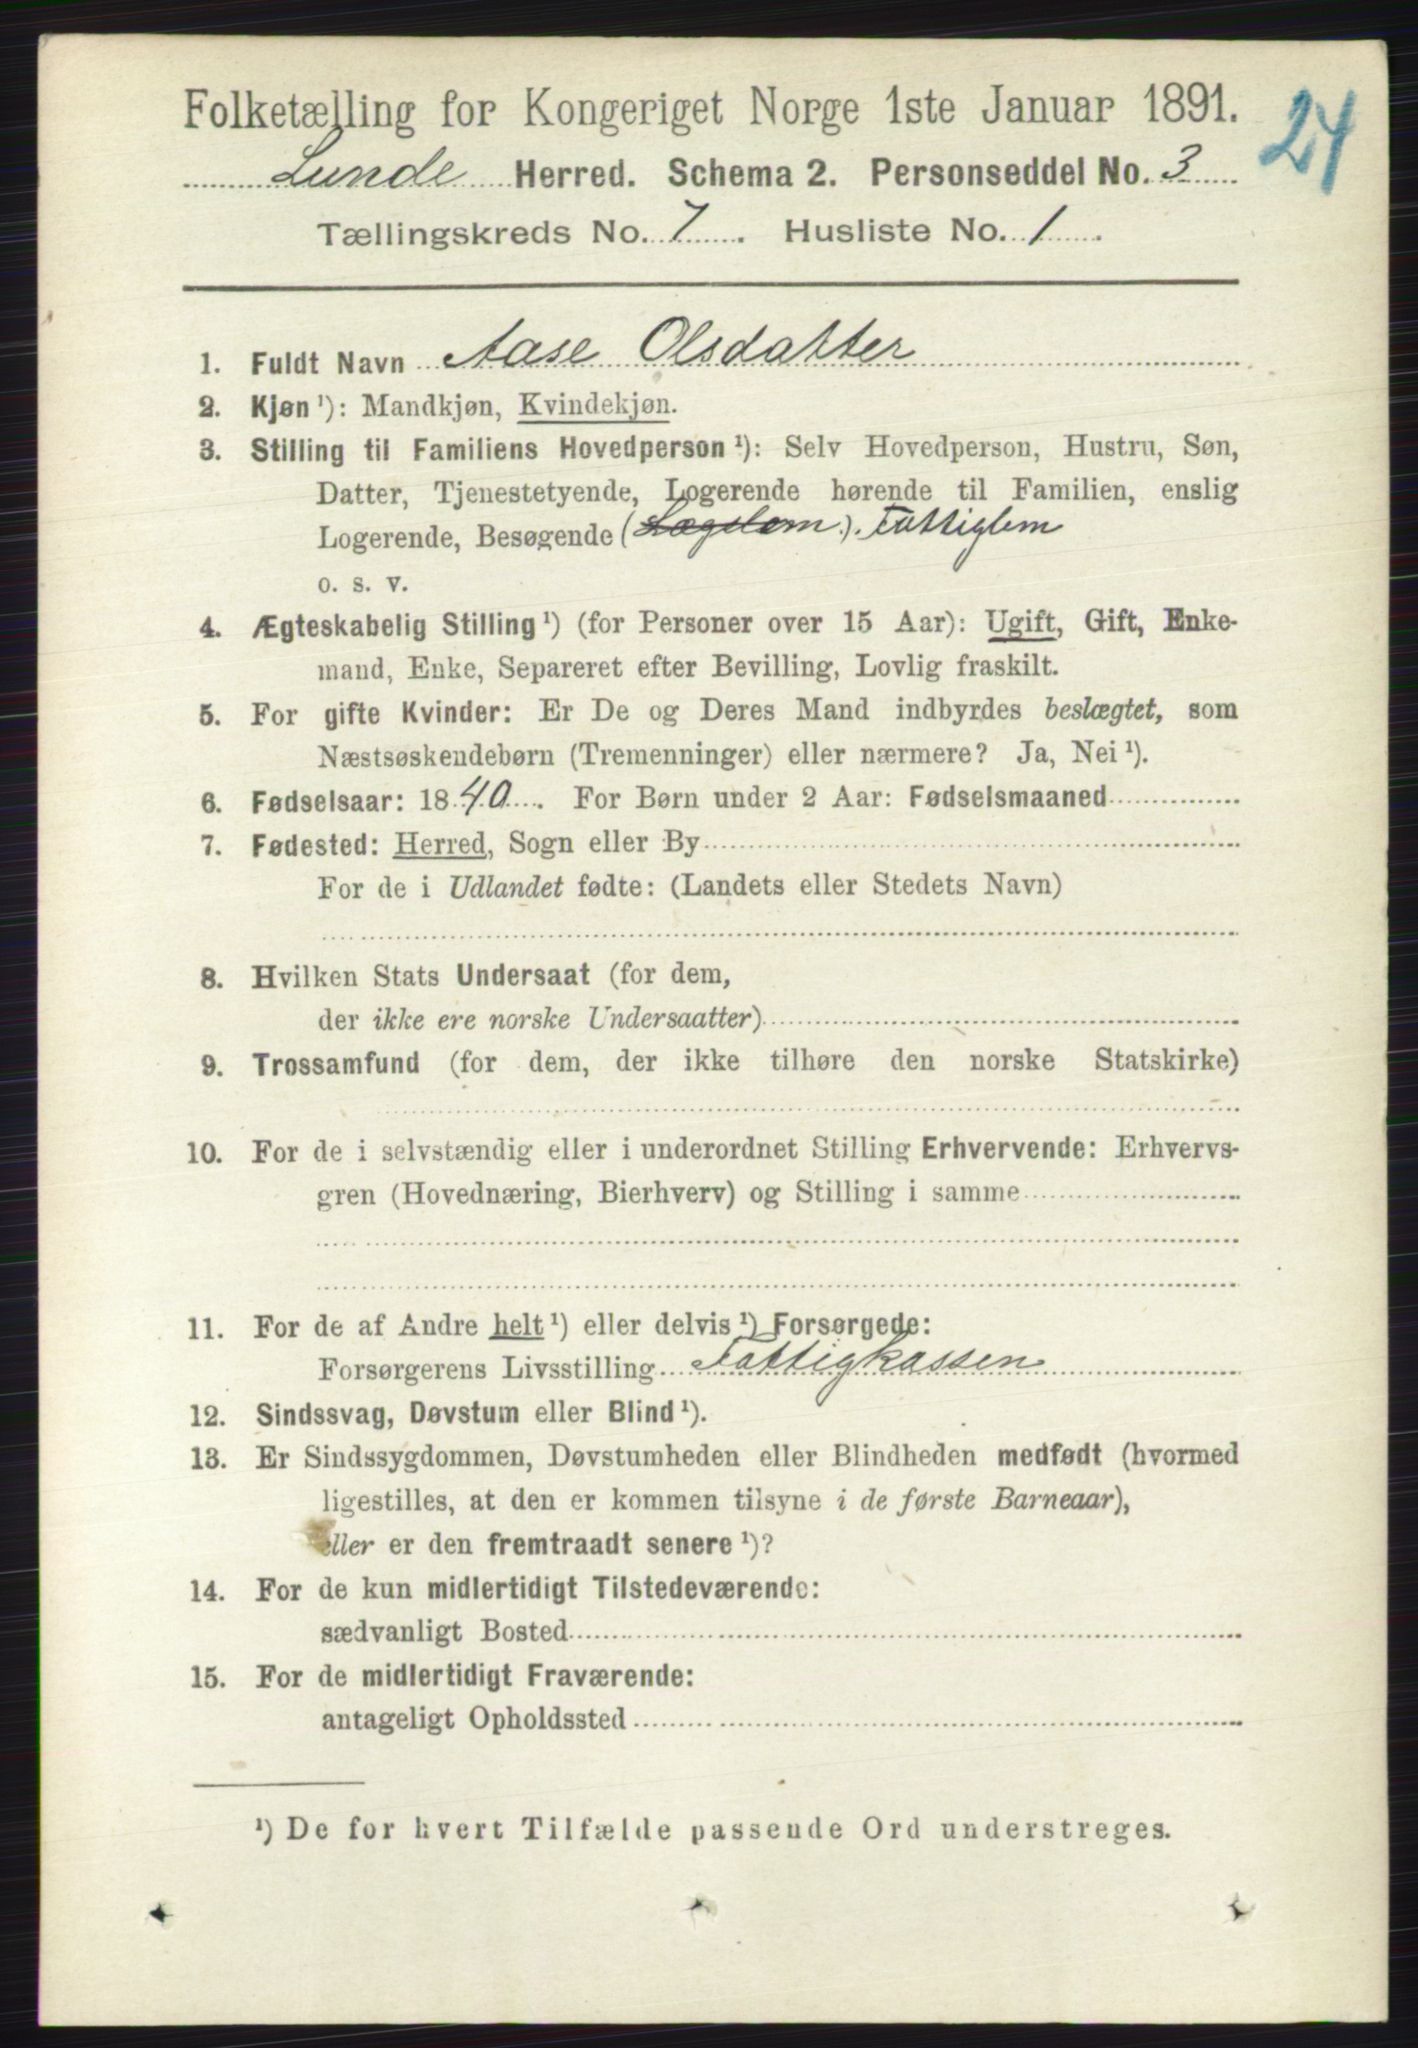 Folketælling for Kongeriget Norge 1ste Januar 1891.
24
Lunde Herred. Schema 2. Personseddel No. 3
Tællingskreds No. 7. Husliste No. 1.
1. Fuldt Navn Aase Olsdatter
2. Kjøn ¹): Mandkjøn, Kvindekjøn.
3. Stilling til Familiens Hovedperson ¹): Selv Hovedperson, Hustru, Søn,
Datter, Tjenestetyende, Logerende hørende til Familien, enslig
Logerende, Besøgende (Lægdlem). Fattiglem
o. s. v.
4. Ægteskabelig Stilling ¹) (for Personer over 15 Aar): Ugift, Gift, Enke-
mand, Enke, Separeret efter Bevilling, Lovlig fraskilt.
5. For gifte Kvinder: Er De og Deres Mand indbyrdes beslægtet, som
Næstsøskendebørn (Tremenninger) eller nærmere? Ja, Nei ¹).
6. Fødselsaar: 1840. For Børn under 2 Aar: Fødselsmaaned
7. Fødested: Herred, Sogn eller By
For de i Udlandet fødte: (Landets eller Stedets Navn)
8. Hvilken Stats Undersaat (for dem,
der ikke ere norske Undersaatter)
9. Trossamfund (for dem, der ikke tilhøre den norske Statskirke)
10. For de i selvstændig eller i underordnet Stilling Erhvervende: Erhvervs-
gren (Hovednæring, Bierhverv) og Stilling i samme
11. For de af Andre helt ¹) eller delvis ¹) Forsørgede:
Forsørgerens Livsstilling Fattigkassen
12. Sindssvag, Døvstum eller Blind ¹).
13. Er Sindssygdommen, Døvstumheden eller Blindheden medfødt (hvormed
ligestilles, at den er kommen tilsyne i de første Barneaar),
eller er den fremtraadt senere ¹)?
14. For de kun midlertidigt Tilstedeværende:
sædvanligt Bosted
15. For de midlertidigt Fraværende:
antageligt Opholdssted
¹) De for hvert Tilfælde passende Ord understreges.